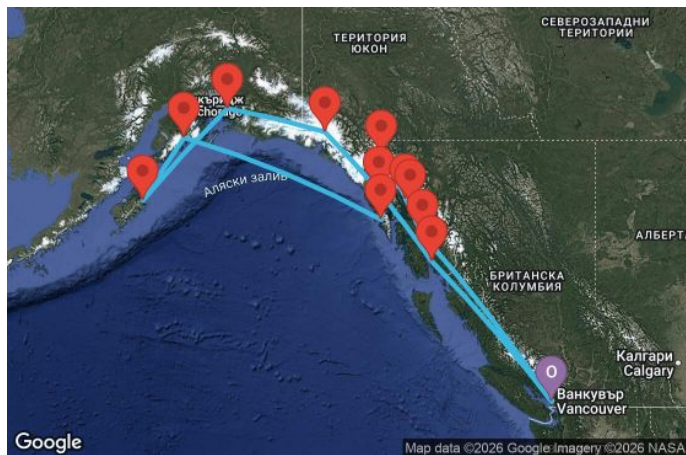 СЕВЕРОЗАПАДНИ
ТЕРИТОРИИ
ТЕРИТОРИЯ
ЮКОН
chorage
Аляски залив
АЛБЕРТА
БРИТАНСКА
КОЛУМБИЯ
Калгари
Calgary
O
Ванкувър
Vancouver
Google
Map data ©2026 Google Imagery ©2026 NASA